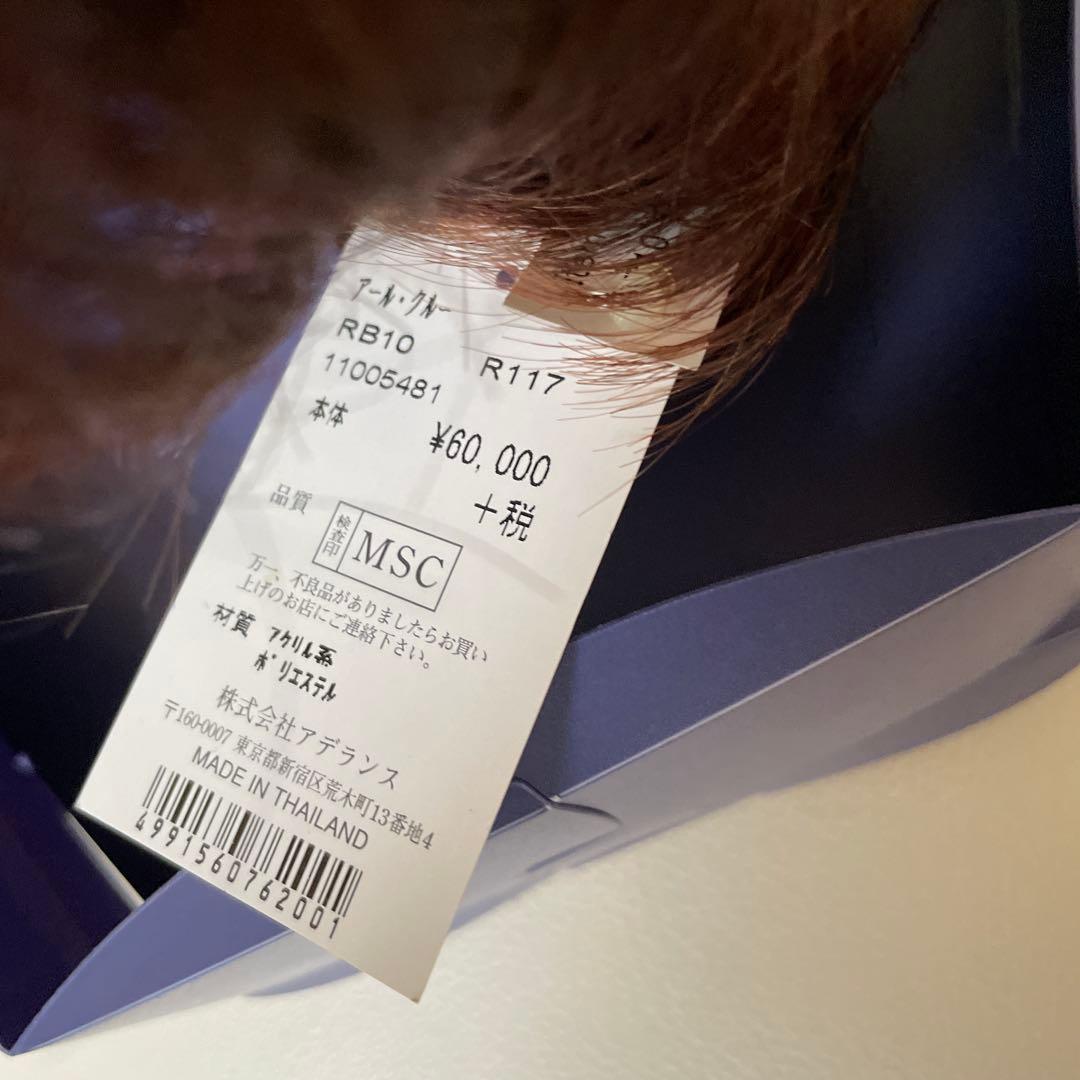 アール・クルー
RB10 R117
11005481
本体 ¥60,000
+税
品質 検査印 MSC
万一、不良品がありましたらお買い
上げのお店にご連絡下さい。
材質 アクリル系
ポリエステル
株式会社アデランス
〒160-0007 東京都新宿区荒木町13番地4
MADE IN THAILAND
4991560762001